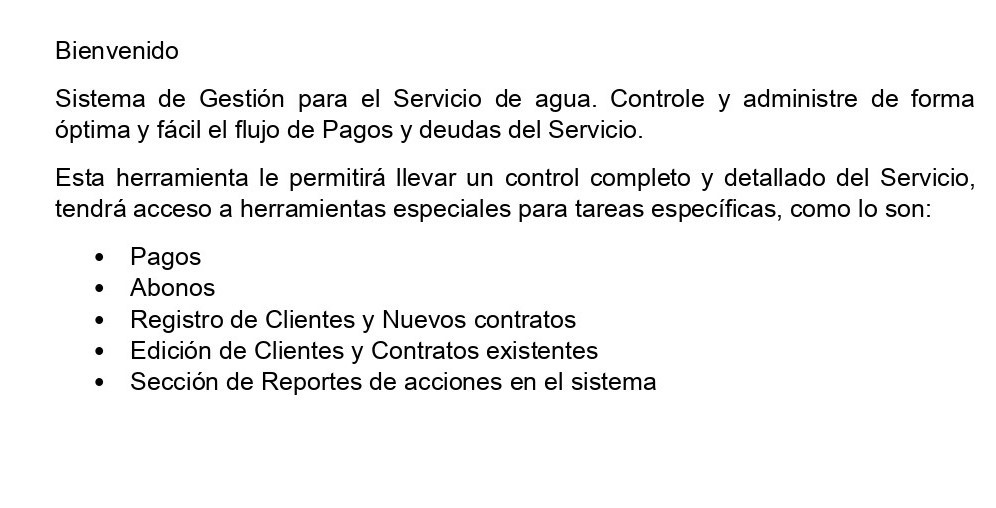 Bienvenido
Sistema de Gestión para el Servicio de agua. Controle y administre de forma
óptima y fácil el flujo de Pagos y deudas del Servicio.
Esta herramienta le permitirá llevar un control completo y detallado del Servicio,
tendrá acceso a herramientas especiales para tareas específicas, como lo son:
• Pagos
• Abonos
• Registro de Clientes y Nuevos contratos
• Edición de Clientes y Contratos existentes
• Sección de Reportes de acciones en el sistema